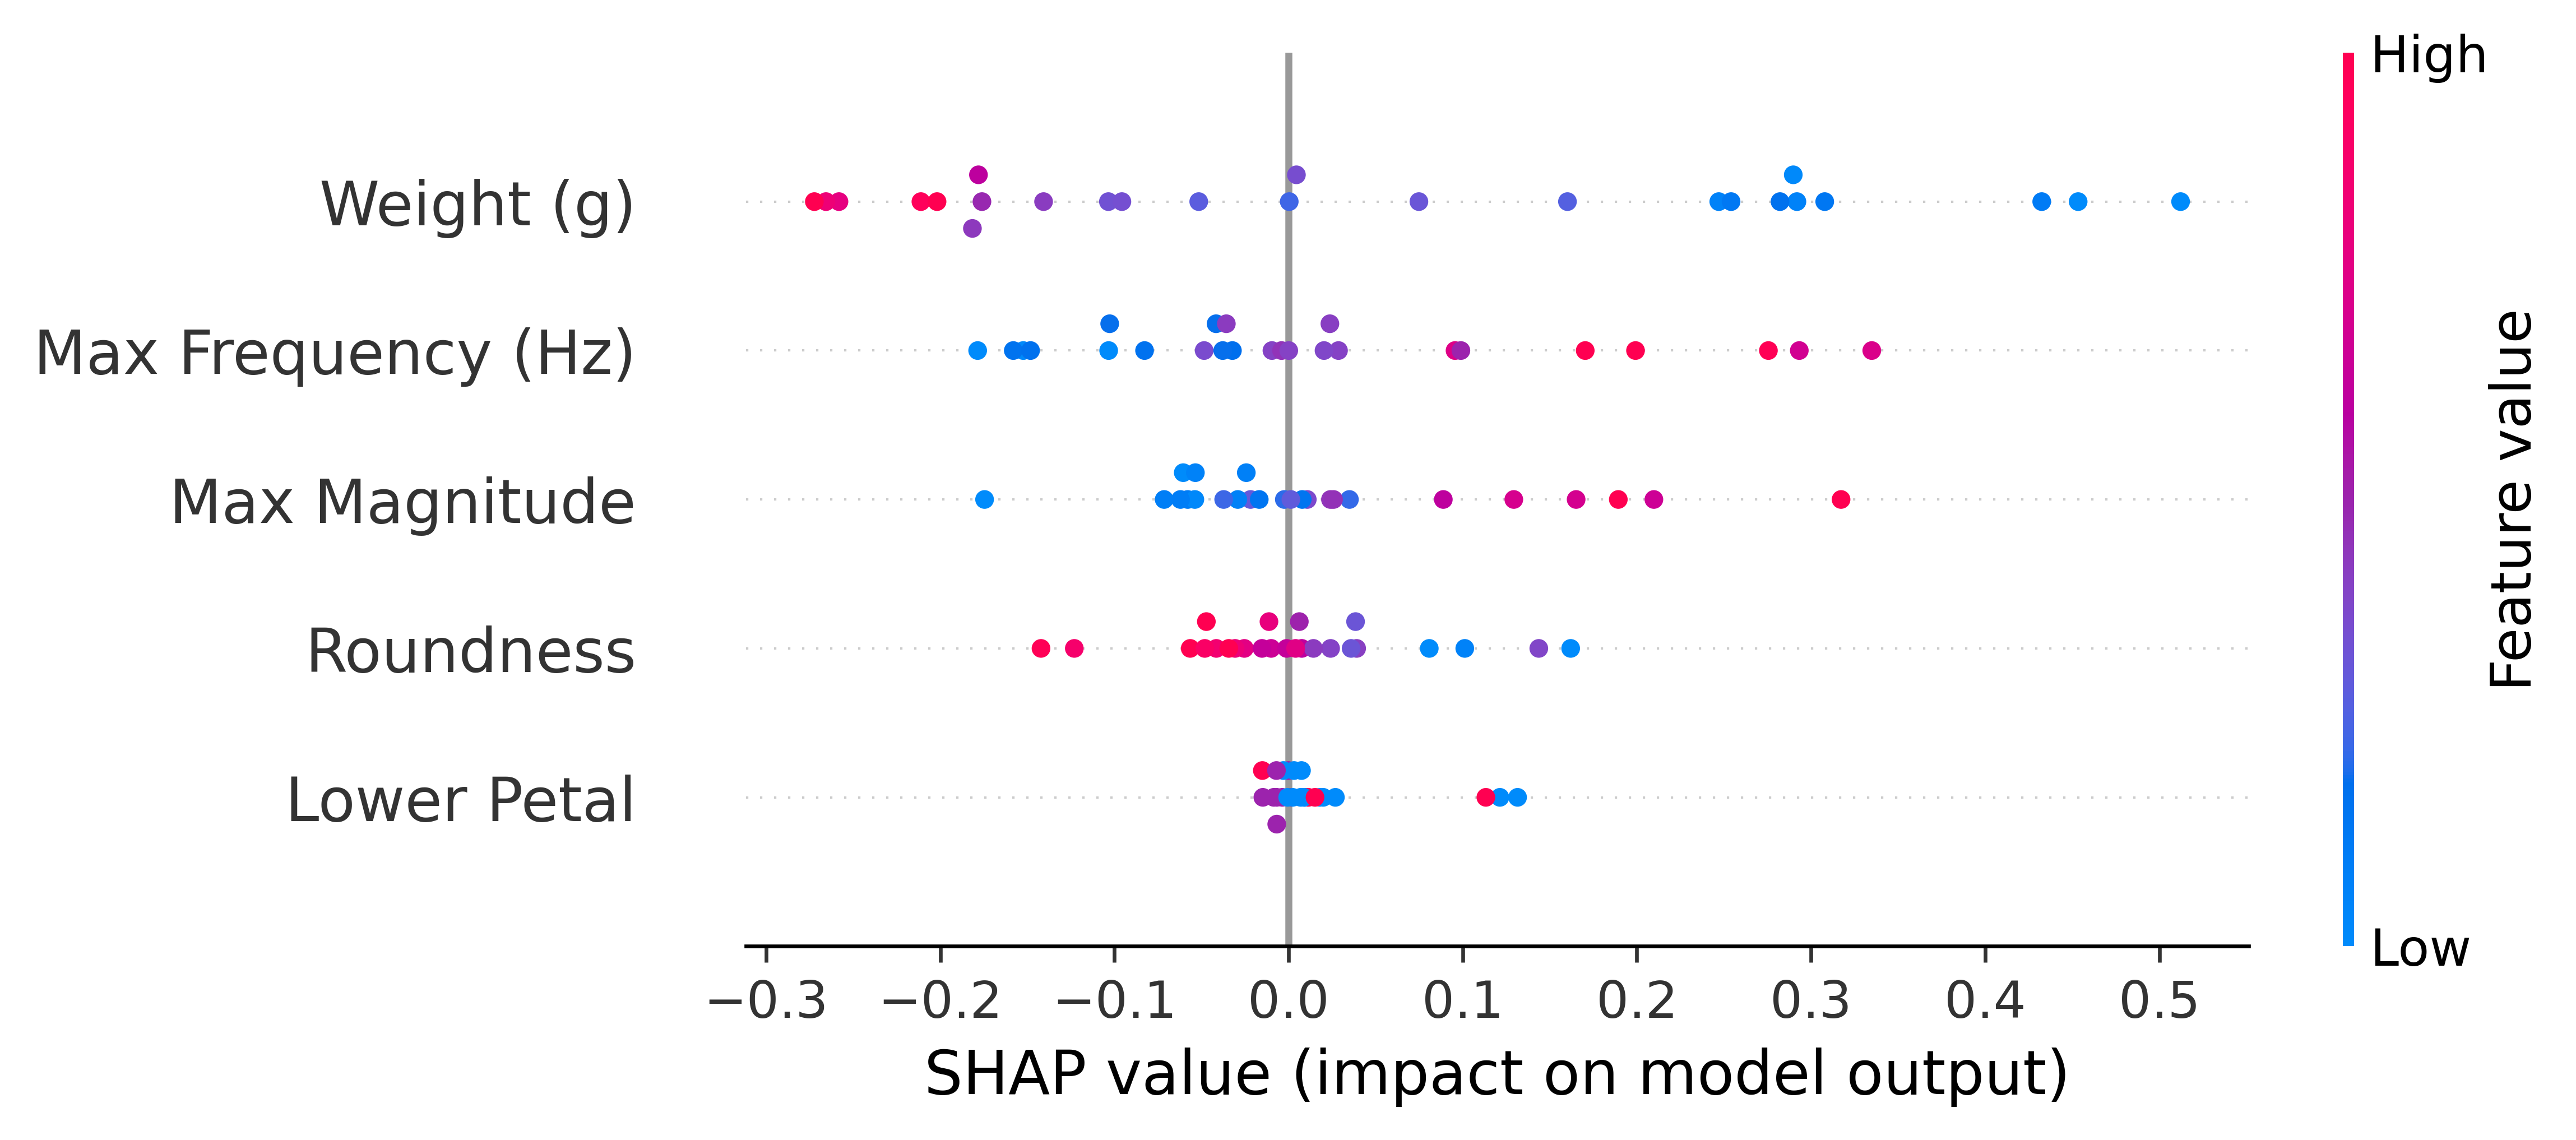 High
Weight (g)
Max Frequency (Hz)
Max Magnitude
Roundness
Lower Petal
Feature value
Low
−0.3 −0.2 −0.1 0.0 0.1 0.2 0.3 0.4 0.5
SHAP value (impact on model output)